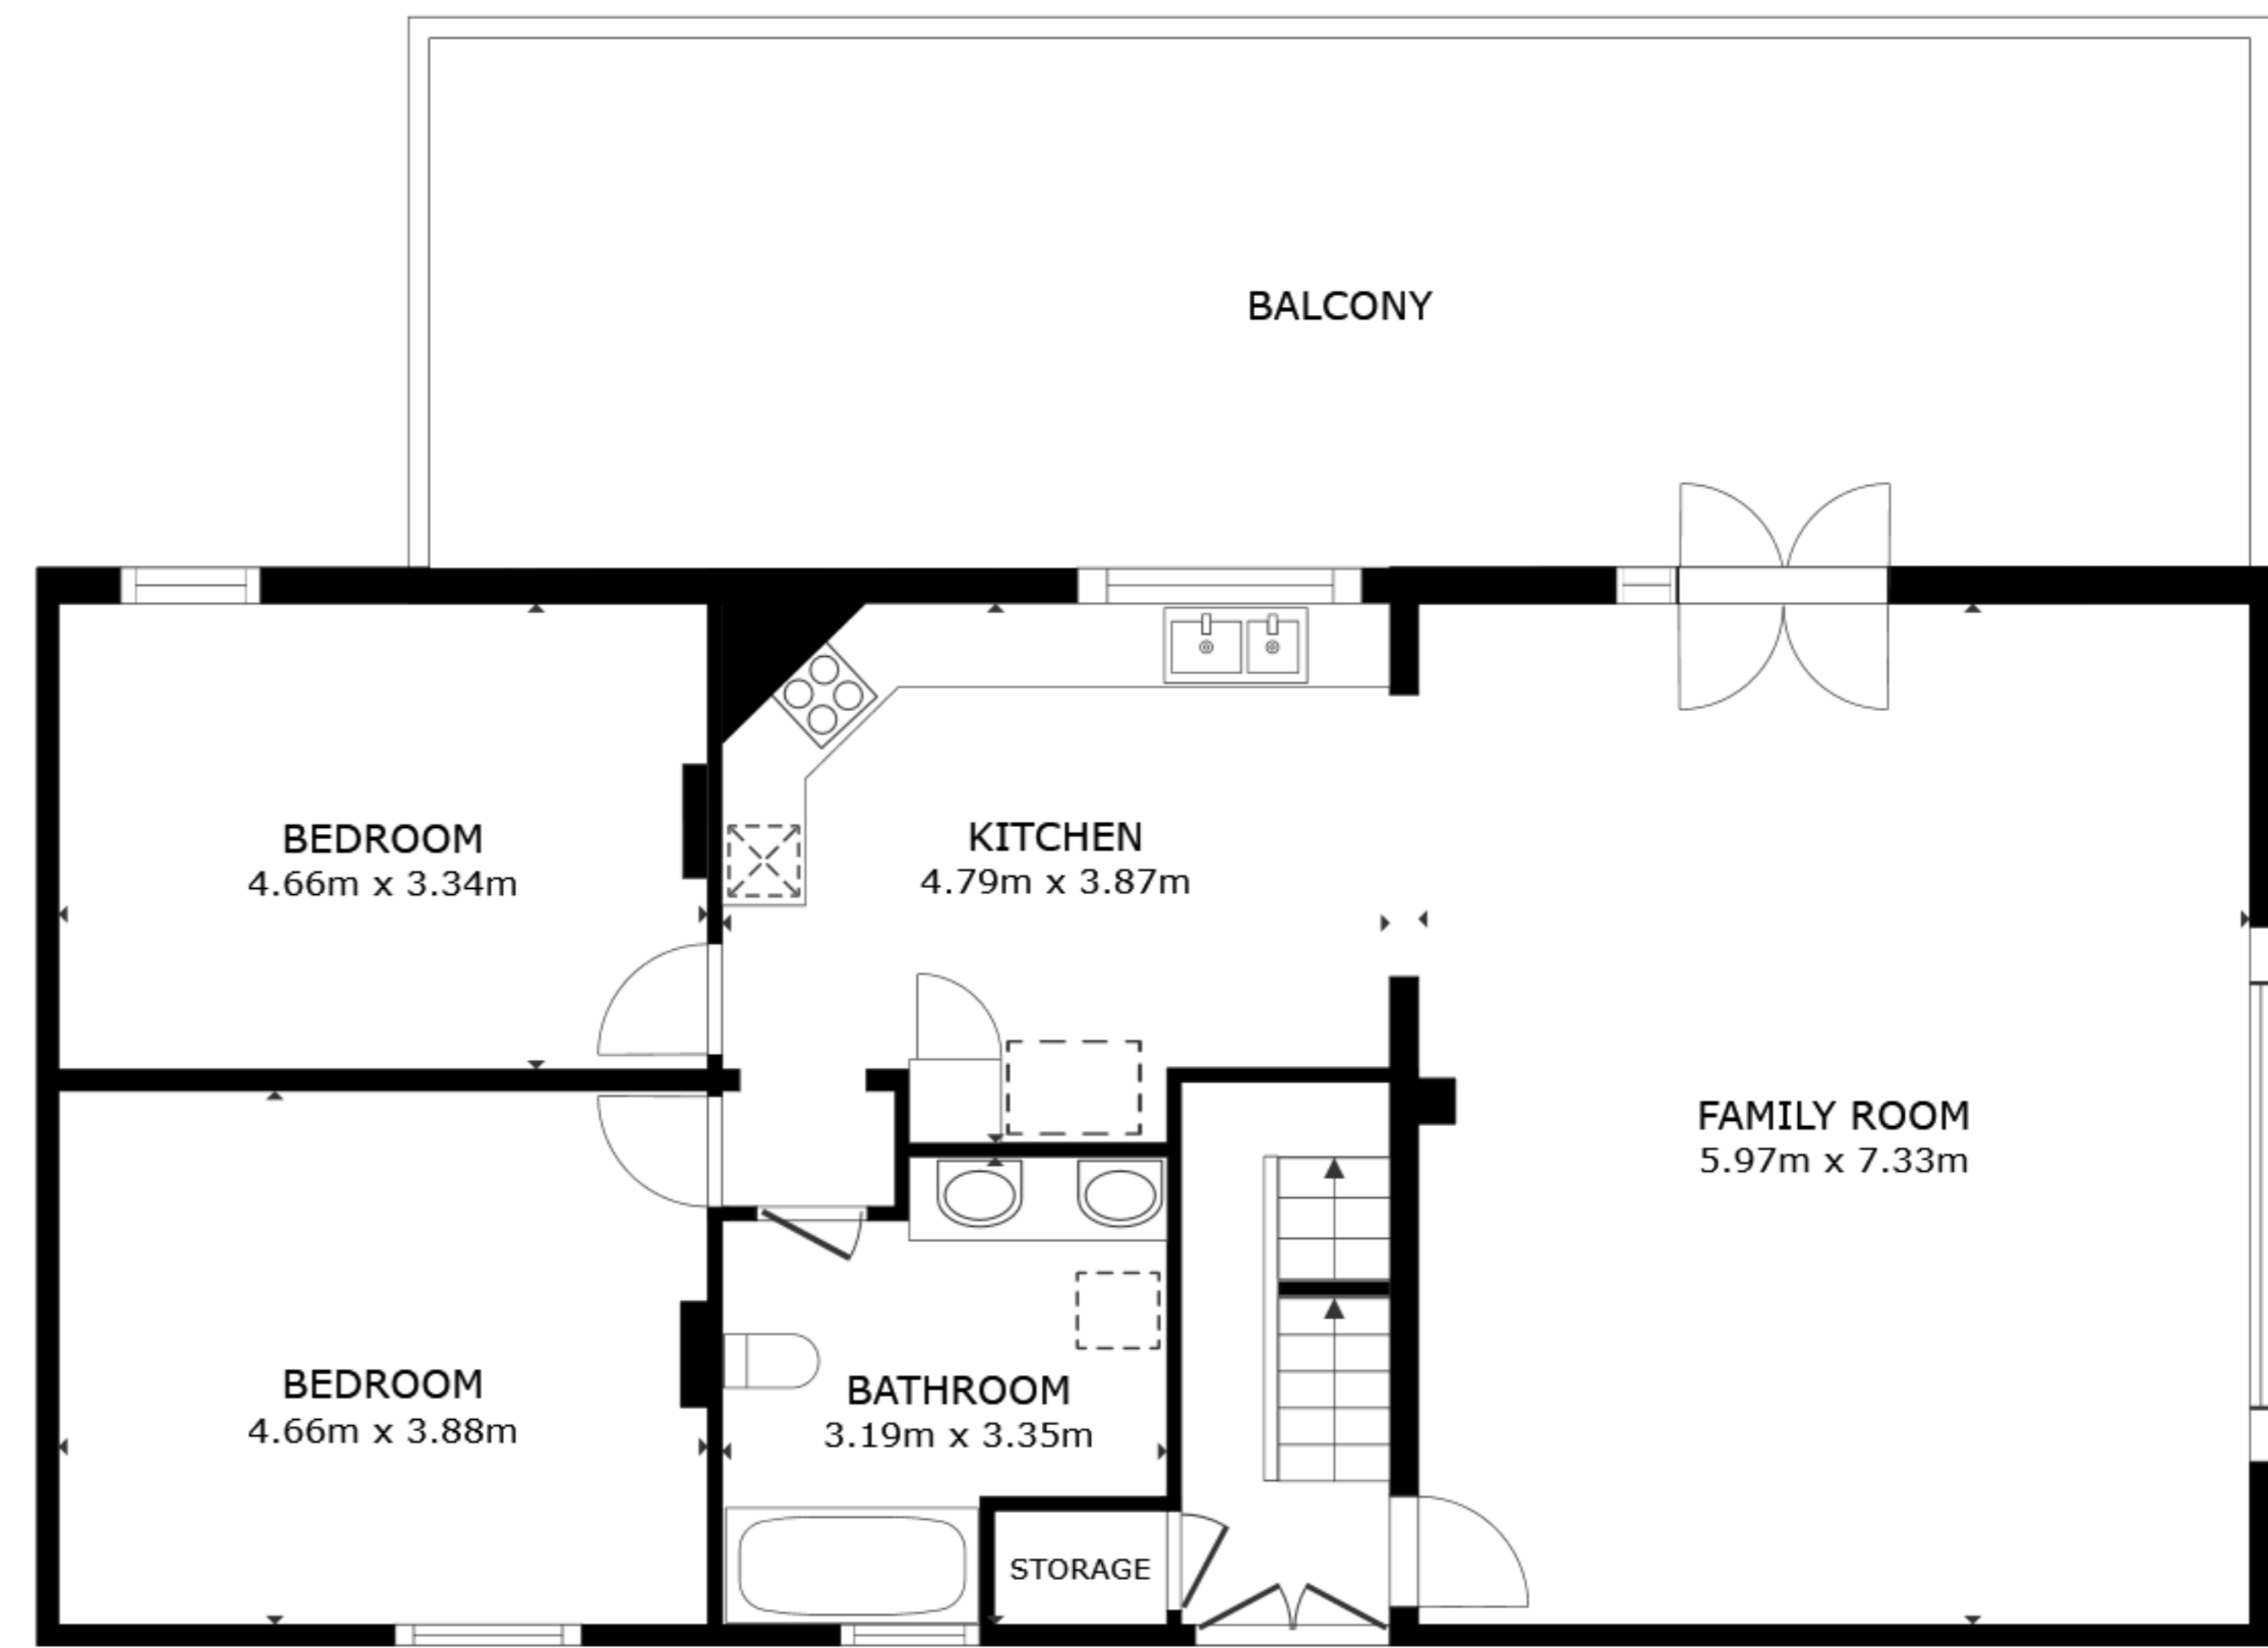 BALCONY
BEDROOM
4.66m x 3.34m
KITCHEN
4.79m x 3.87m
FAMILY ROOM
5.97m x 7.33m
BEDROOM
4.66m x 3.88m
BATHROOM
3.19m x 3.35m
STORAGE